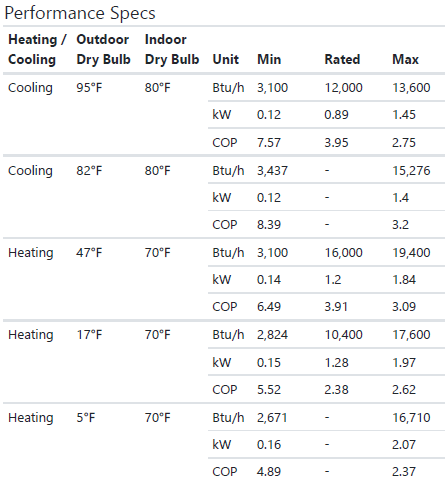 Performance Specs
Heating / Outdoor Indoor
Cooling Dry Bulb Dry Bulb Unit Min Rated Max
Cooling 95°F 80°F Btu/h 3,100 12,000 13,600
kW 0.12 0.89 1.45
COP 7.57 3.95 2.75
Cooling 82°F 80°F Btu/h 3,437 - 15,276
kW 0.12 - 1.4
COP 8.39 - 3.2
Heating 47°F 70°F Btu/h 3,100 16,000 19,400
kW 0.14 1.2 1.84
COP 6.49 3.91 3.09
Heating 17°F 70°F Btu/h 2,824 10,400 17,600
kW 0.15 1.28 1.97
COP 5.52 2.38 2.62
Heating 5°F 70°F Btu/h 2,671 - 16,710
kW 0.16 - 2.07
COP 4.89 - 2.37